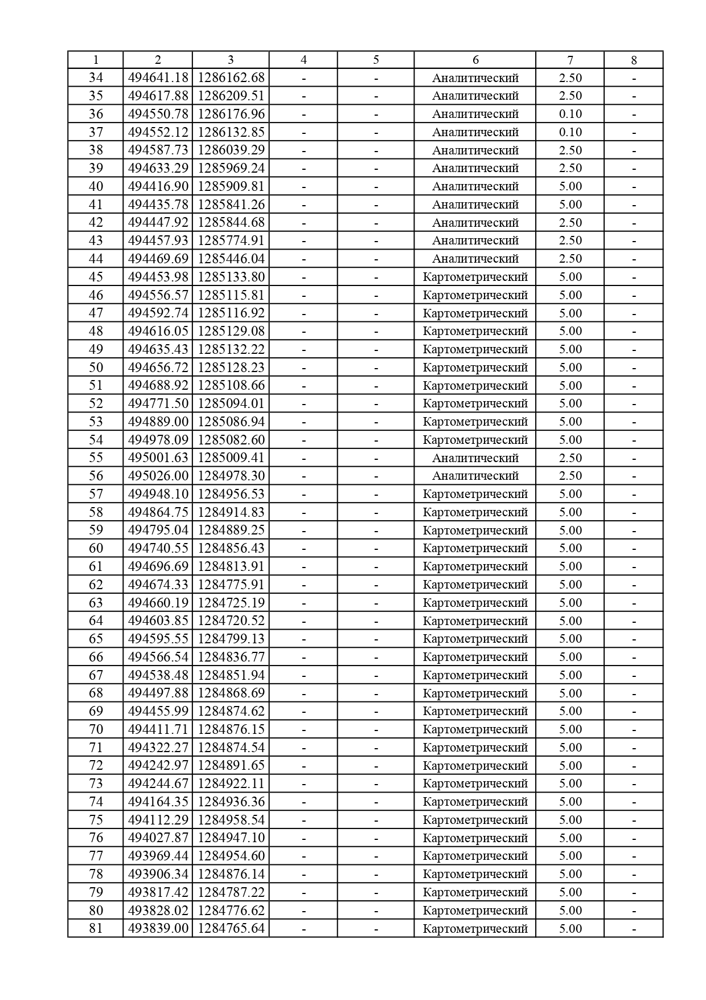 1 2 3 4 5 6 7 8
34 494641.18 1286162.68 - - Аналитический 2.50 -
35 494617.88 1286209.51 - - Аналитический 2.50 -
36 494550.78 1286176.96 - - Аналитический 0.10 -
37 494552.12 1286132.85 - - Аналитический 0.10 -
38 494587.73 1286039.29 - - Аналитический 2.50 -
39 494633.29 1285969.24 - - Аналитический 2.50 -
40 494416.90 1285909.81 - - Аналитический 5.00 -
41 494435.78 1285841.26 - - Аналитический 5.00 -
42 494447.92 1285844.68 - - Аналитический 2.50 -
43 494457.93 1285774.91 - - Аналитический 2.50 -
44 494469.69 1285446.04 - - Аналитический 2.50 -
45 494453.98 1285133.80 - - Картометрический 5.00 -
46 494556.57 1285115.81 - - Картометрический 5.00 -
47 494592.74 1285116.92 - - Картометрический 5.00 -
48 494616.05 1285129.08 - - Картометрический 5.00 -
49 494635.43 1285132.22 - - Картометрический 5.00 -
50 494656.72 1285128.23 - - Картометрический 5.00 -
51 494688.92 1285108.66 - - Картометрический 5.00 -
52 494771.50 1285094.01 - - Картометрический 5.00 -
53 494889.00 1285086.94 - - Картометрический 5.00 -
54 494978.09 1285082.60 - - Картометрический 5.00 -
55 495001.63 1285009.41 - - Аналитический 2.50 -
56 495026.00 1284978.30 - - Аналитический 2.50 -
57 494948.10 1284956.53 - - Картометрический 5.00 -
58 494864.75 1284914.83 - - Картометрический 5.00 -
59 494795.04 1284889.25 - - Картометрический 5.00 -
60 494740.55 1284856.43 - - Картометрический 5.00 -
61 494696.69 1284813.91 - - Картометрический 5.00 -
62 494674.33 1284775.91 - - Картометрический 5.00 -
63 494660.19 1284725.19 - - Картометрический 5.00 -
64 494603.85 1284720.52 - - Картометрический 5.00 -
65 494595.55 1284799.13 - - Картометрический 5.00 -
66 494566.54 1284836.77 - - Картометрический 5.00 -
67 494538.48 1284851.94 - - Картометрический 5.00 -
68 494497.88 1284868.69 - - Картометрический 5.00 -
69 494455.99 1284874.62 - - Картометрический 5.00 -
70 494411.71 1284876.15 - - Картометрический 5.00 -
71 494322.27 1284874.54 - - Картометрический 5.00 -
72 494242.97 1284891.65 - - Картометрический 5.00 -
73 494244.67 1284922.11 - - Картометрический 5.00 -
74 494164.35 1284936.36 - - Картометрический 5.00 -
75 494112.29 1284958.54 - - Картометрический 5.00 -
76 494027.87 1284947.10 - - Картометрический 5.00 -
77 493969.44 1284954.60 - - Картометрический 5.00 -
78 493906.34 1284876.14 - - Картометрический 5.00 -
79 493817.42 1284787.22 - - Картометрический 5.00 -
80 493828.02 1284776.62 - - Картометрический 5.00 -
81 493839.00 1284765.64 - - Картометрический 5.00 -